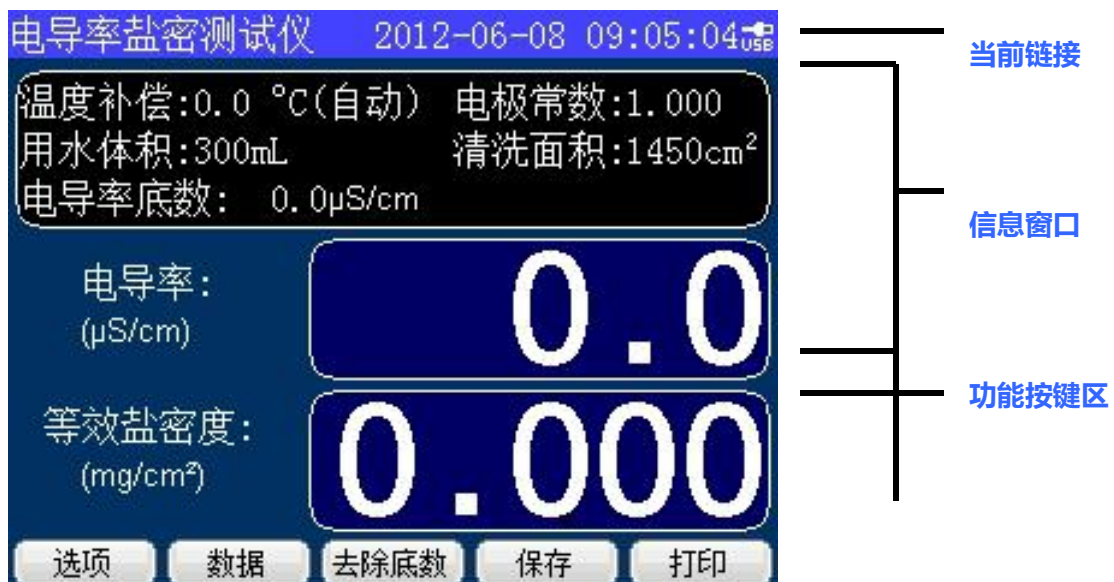 电导率盐密测试仪 2012-06-08 09:05:04 USB
当前链接
温度补偿:0.0 °C(自动) 电极常数:1.000
用水体积:300mL 清洗面积:1450cm²
电导率底数: 0.0μS/cm
信息窗口
电导率:
(μS/cm)
0.0
等效盐密度:
(mg/cm²)
0.000
功能按键区
选项 数据 去除底数 保存 打印